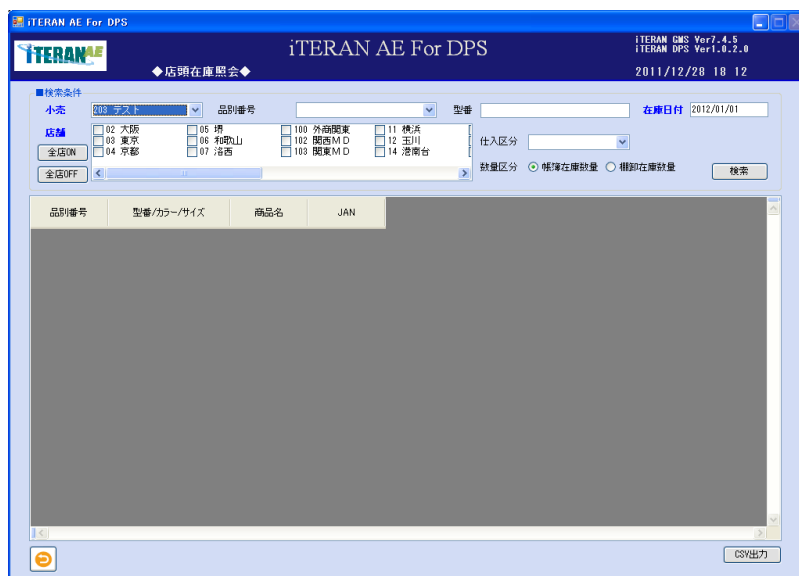 iTERAN AE For DPS
iTERAN AE
iTERAN AE For DPS
iTERAN GMS Ver7.4.5
iTERAN DPS Ver1.0.2.0
◆店頭在庫照会◆
2011/12/28 18 12
■検索条件
小売 203 テスト 品別番号 型番 在庫日付 2012/01/01
店舗 02 大阪 05 堺 100 外商関東 11 横浜
03 東京 06 和歌山 102 関西MD 12 玉川 仕入区分
全店ON 04 京都 07 洛西 103 関東MD 14 港南台
全店OFF 数量区分 帳簿在庫数量 棚卸在庫数量 検索
品別番号 型番/カラー/サイズ 商品名 JAN
CSV出力